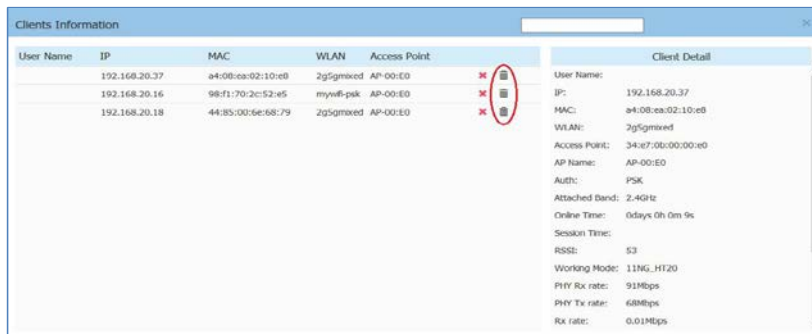 Clients Information
User Name IP MAC WLAN Access Point
192.168.20.37 a4:08:ea:02:10:e8 2g5gmixed AP-00:E0
192.168.20.16 98:f1:70:2c:52:e5 mywifi-psk AP-00:E0
192.168.20.18 44:85:00:6e:68:79 2g5gmixed AP-00:E0
Client Detail
User Name:
IP: 192.168.20.37
MAC: a4:08:ea:02:10:e8
WLAN: 2g5gmixed
Access Point: 34:e7:0b:00:00:e0
AP Name: AP-00:E0
Auth: PSK
Attached Band: 2.4GHz
Online Time: 0days 0h 0m 9s
Session Time:
RSSI: 53
Working Mode: 11NG_HT20
PHY Rx rate: 91Mbps
PHY Tx rate: 68Mbps
Rx rate: 0.01Mbps